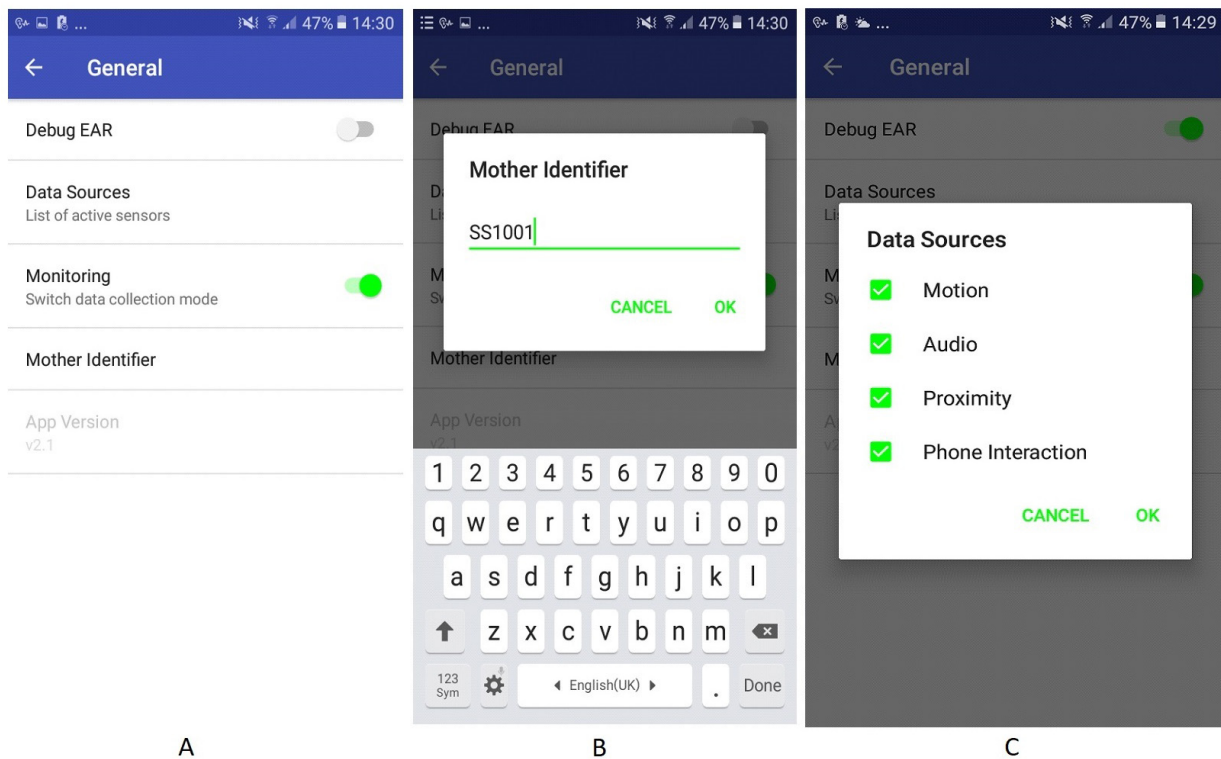 ... 47% 14:30
General
Debug EAR
Data Sources
List of active sensors
Monitoring
Switch data collection mode
Mother Identifier
App Version
v2.1
A
... 47% 14:30
General
Debug EAR
Mother Identifier
SS1001
CANCEL OK
Mother Identifier
App Version
v2.1
1 2 3 4 5 6 7 8 9 0
q w e r t y u i o p
a s d f g h j k l
z x c v b n m
123
Sym
English(UK)
. Done
B
... 47% 14:29
General
Debug EAR
Data Sources
Data Sources
Motion
Audio
Proximity
Phone Interaction
CANCEL OK
C